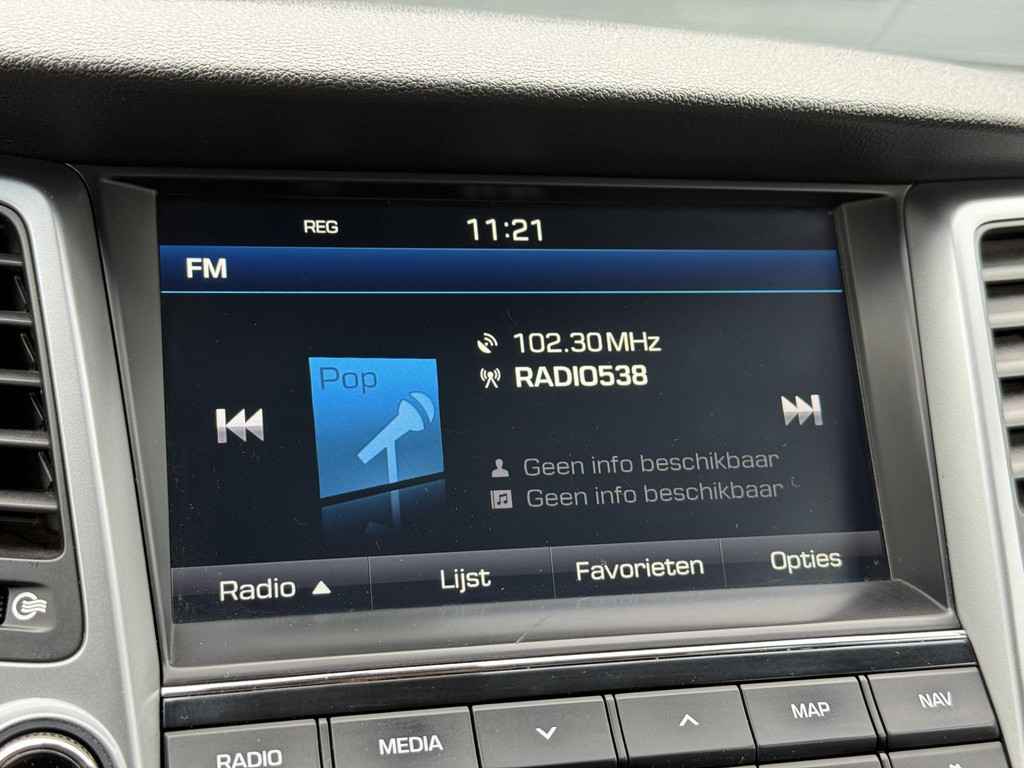 REG 11:21
FM
102.30 MHz
Pop
RADIO538
Geen info beschikbaar
Geen info beschikbaar
Radio ▲ Lijst Favorieten Opties
RADIO MEDIA MAP NAV